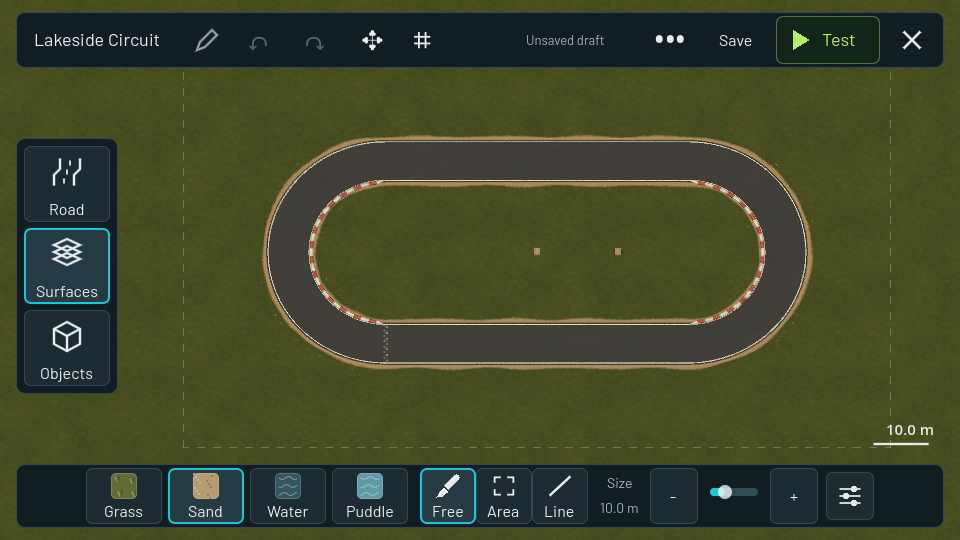 Lakeside Circuit
Unsaved draft
Save
Test
Road
Surfaces
Objects
10.0 m
Grass
Sand
Water
Puddle
Free
Area
Line
Size
10.0 m
-
+